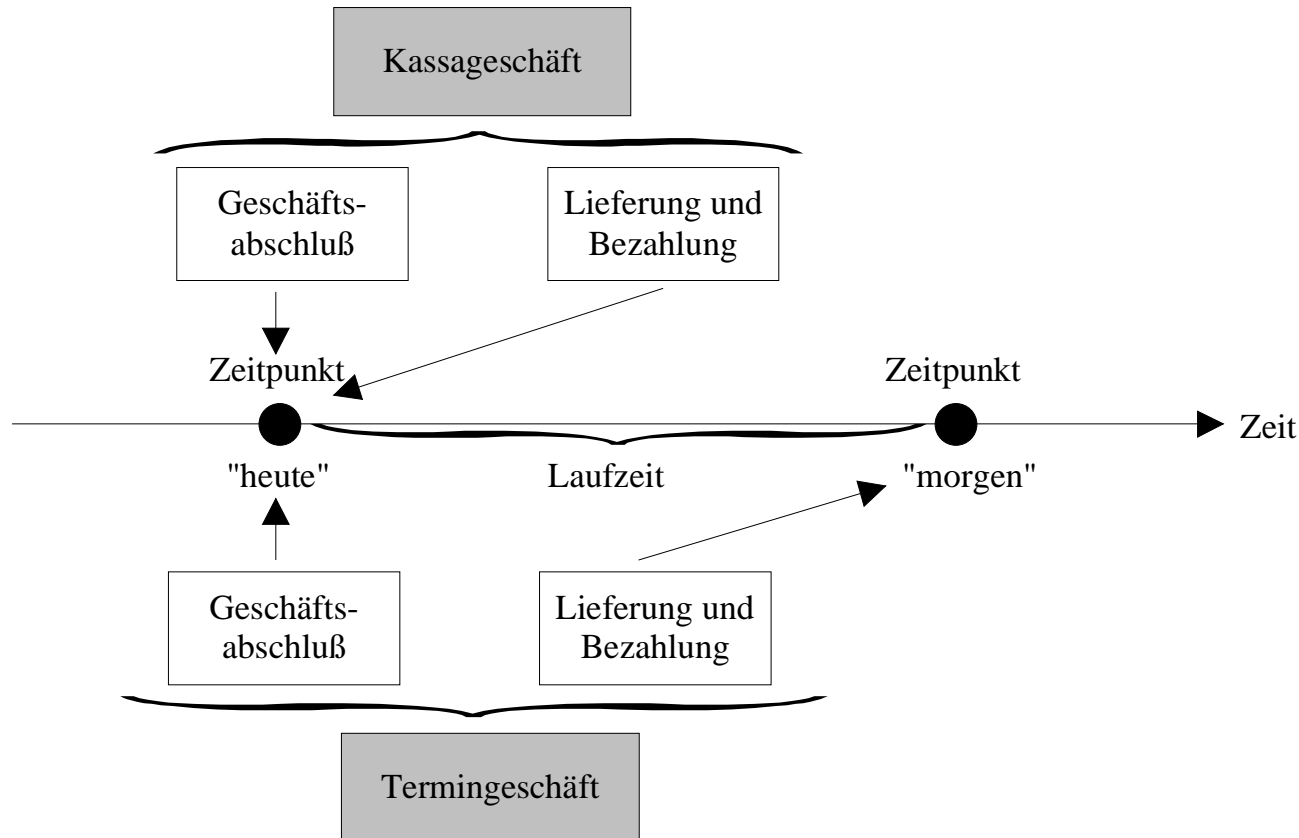 Kassageschäft
Geschäfts-
abschluß
Lieferung und
Bezahlung
Zeitpunkt
Zeitpunkt
Zeit
"heute"
Laufzeit
"morgen"
Geschäfts-
abschluß
Lieferung und
Bezahlung
Termingeschäft